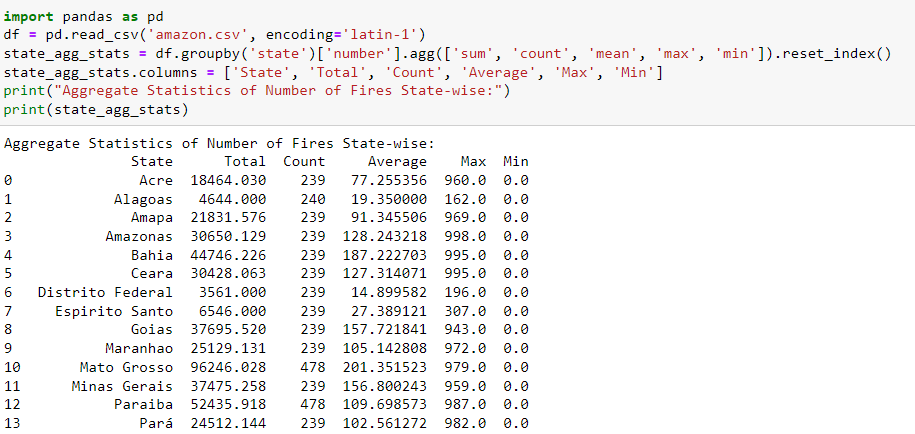 import pandas as pd
df = pd.read_csv('amazon.csv', encoding='latin-1')
state_agg_stats = df.groupby('state')['number'].agg(['sum', 'count', 'mean', 'max', 'min']).reset_index()
state_agg_stats.columns = ['State', 'Total', 'Count', 'Average', 'Max', 'Min']
print("Aggregate Statistics of Number of Fires State-wise:")
print(state_agg_stats)
Aggregate Statistics of Number of Fires State-wise:
State Total Count Average Max Min
0 Acre 18464.030 239 77.255356 960.0 0.0
1 Alagoas 4644.000 240 19.350000 162.0 0.0
2 Amapa 21831.576 239 91.345506 969.0 0.0
3 Amazonas 30650.129 239 128.243218 998.0 0.0
4 Bahia 44746.226 239 187.222703 995.0 0.0
5 Ceara 30428.063 239 127.314071 995.0 0.0
6 Distrito Federal 3561.000 239 14.899582 196.0 0.0
7 Espirito Santo 6546.000 239 27.389121 307.0 0.0
8 Goias 37695.520 239 157.721841 943.0 0.0
9 Maranhao 25129.131 239 105.142808 972.0 0.0
10 Mato Grosso 96246.028 478 201.351523 979.0 0.0
11 Minas Gerais 37475.258 239 156.800243 959.0 0.0
12 Paraiba 52435.918 478 109.698573 987.0 0.0
13 Pará 24512.144 239 102.561272 982.0 0.0